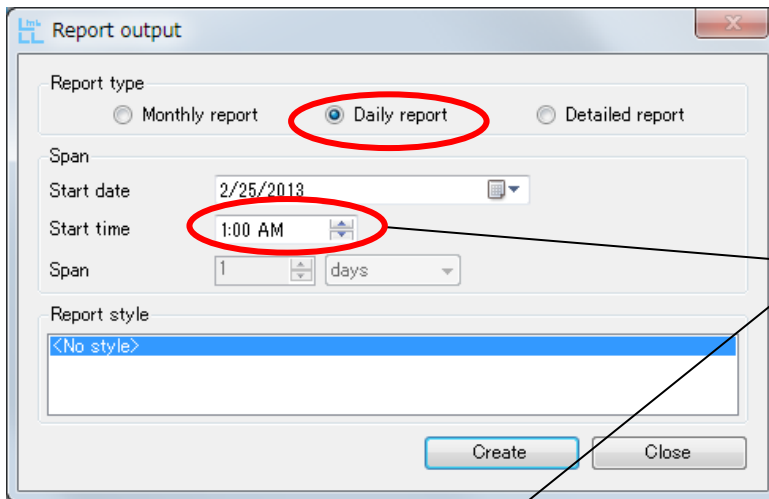 Link
Report output
Report type
Monthly report Daily report Detailed report
Span
Start date 2/25/2013
Start time 1:00 AM
Span 1 days
Report style
<No style>
Create Close